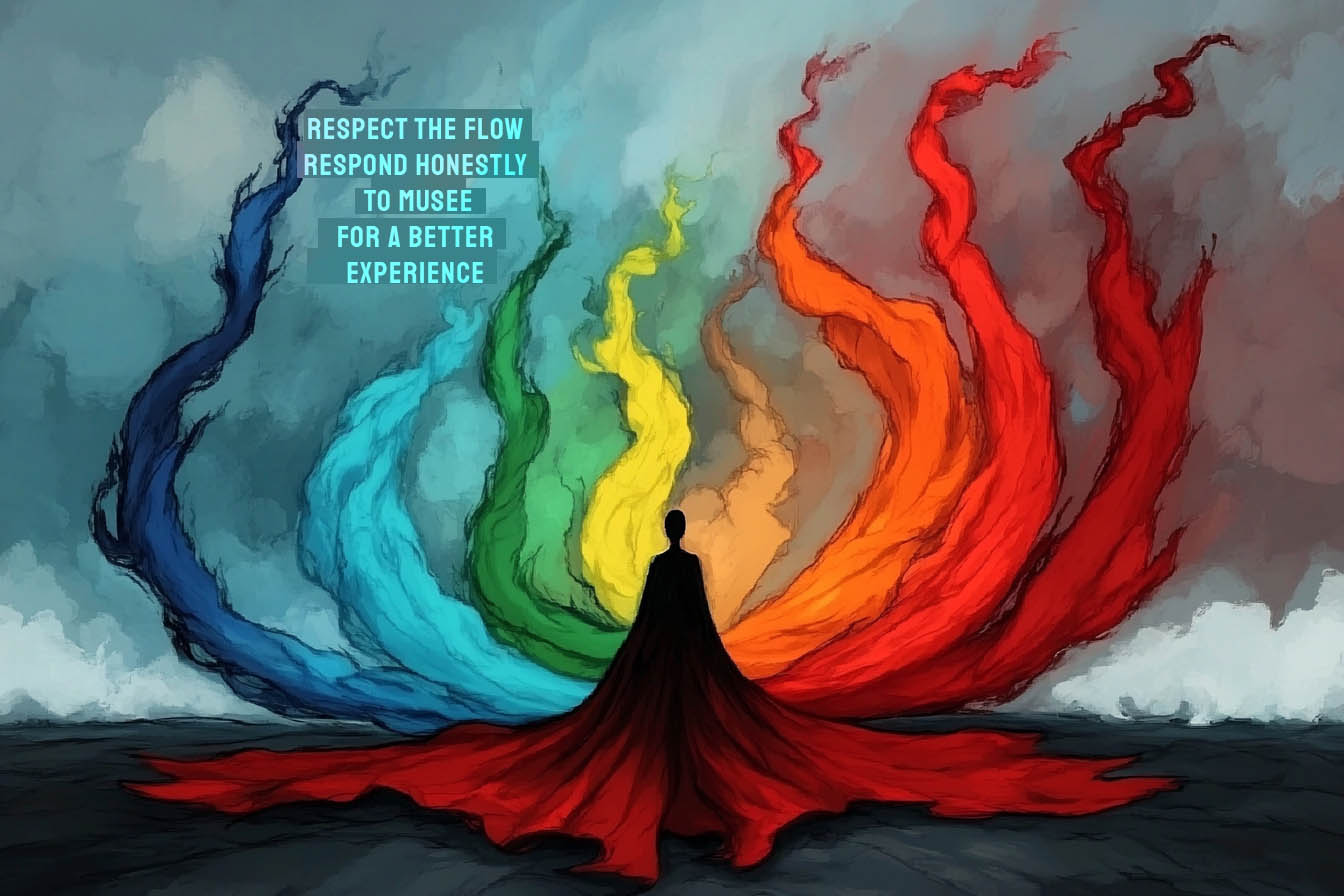 RESPECT THE FLOW
RESPOND HONESTLY
TO MUSEE
FOR A BETTER
EXPERIENCE